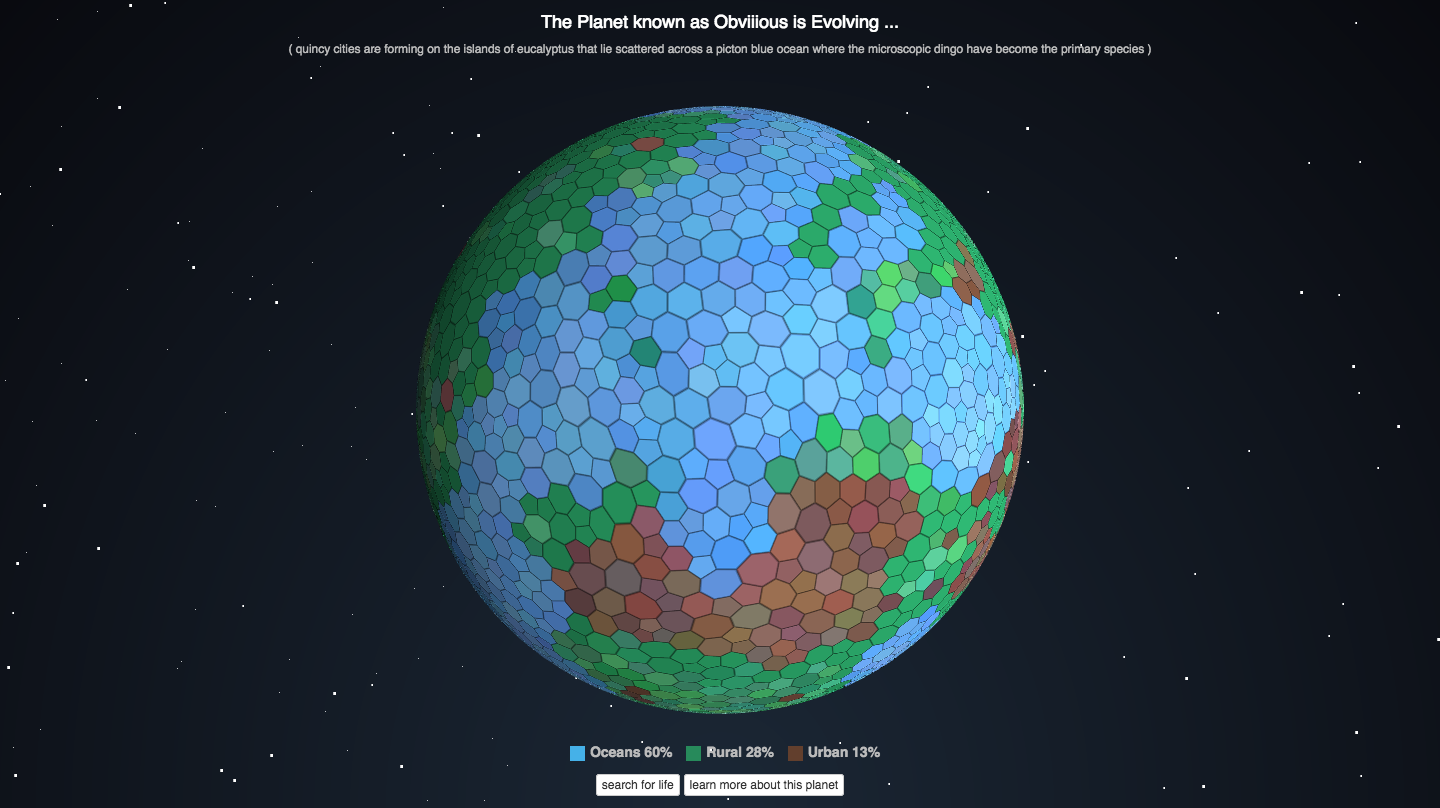 The Planet known as Obviiious is Evolving ...
( quincy cities are forming on the islands of eucalyptus that lie scattered across a picton blue ocean where the microscopic dingo have become the primary species )
Oceans 60% Rural 28% Urban 13%
search for life learn more about this planet